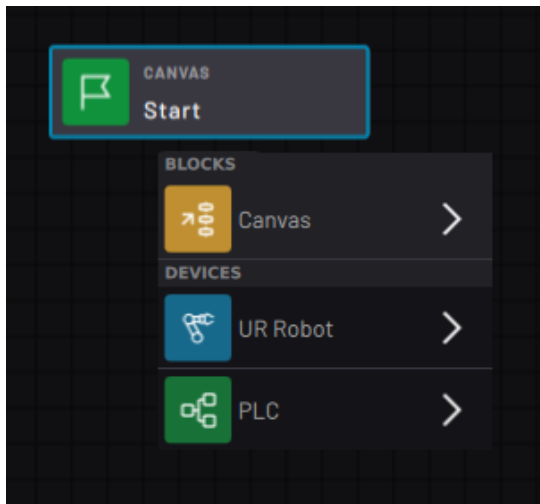 CANVAS
Start
BLOCKS
Canvas
DEVICES
UR Robot
PLC